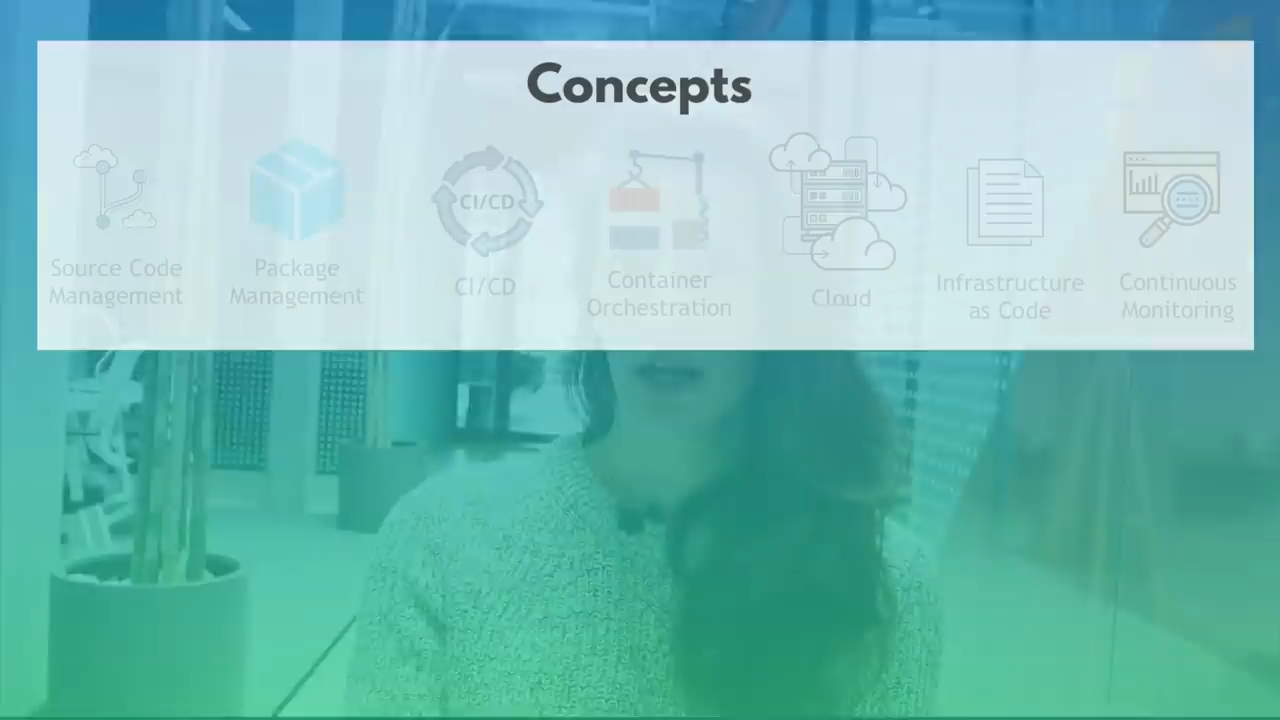 Concepts
CI/CD
Source Code
Management
Package
Management
CI/CD
Container
Orchestration
Cloud
Infrastructure
as Code
Continuous
Monitoring